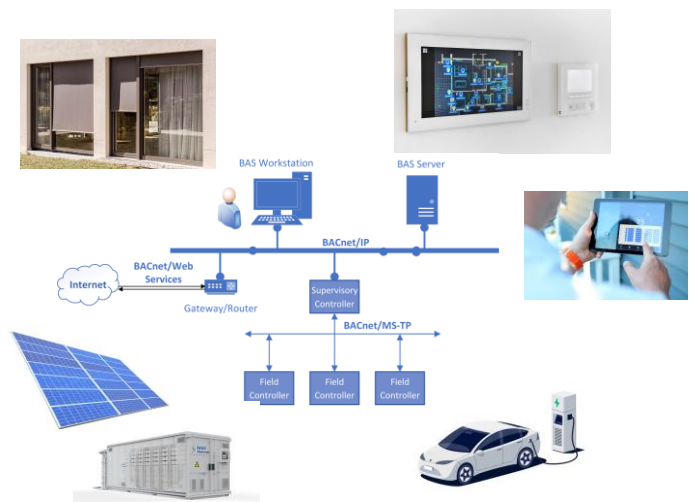 BAS Workstation
BAS Server
BACnet/IP
BACnet/Web
Services
Internet
Gateway/Router
Supervisory
Controller
BACnet/MS-TP
Field
Controller
Field
Controller
Field
Controller